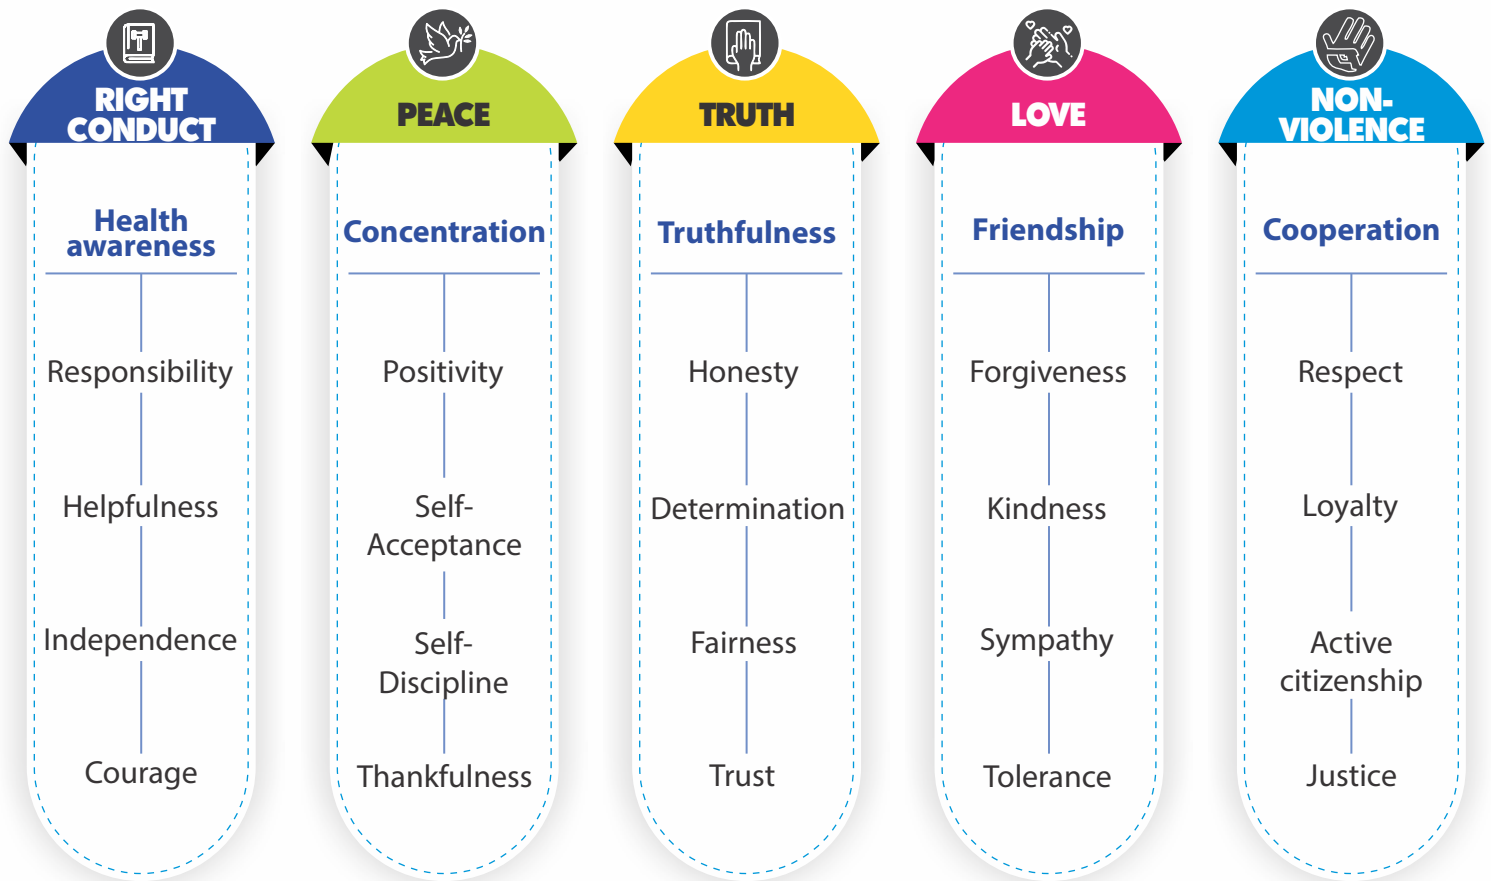 RIGHT
CONDUCT
Health
awareness
Responsibility
Helpfulness
Independence
Courage
PEACE
Concentration
Positivity
Self-
Acceptance
Self-
Discipline
Thankfulness
TRUTH
Truthfulness
Honesty
Determination
Fairness
Trust
LOVE
Friendship
Forgiveness
Kindness
Sympathy
Tolerance
NON-
VIOLENCE
Cooperation
Respect
Loyalty
Active
citizenship
Justice